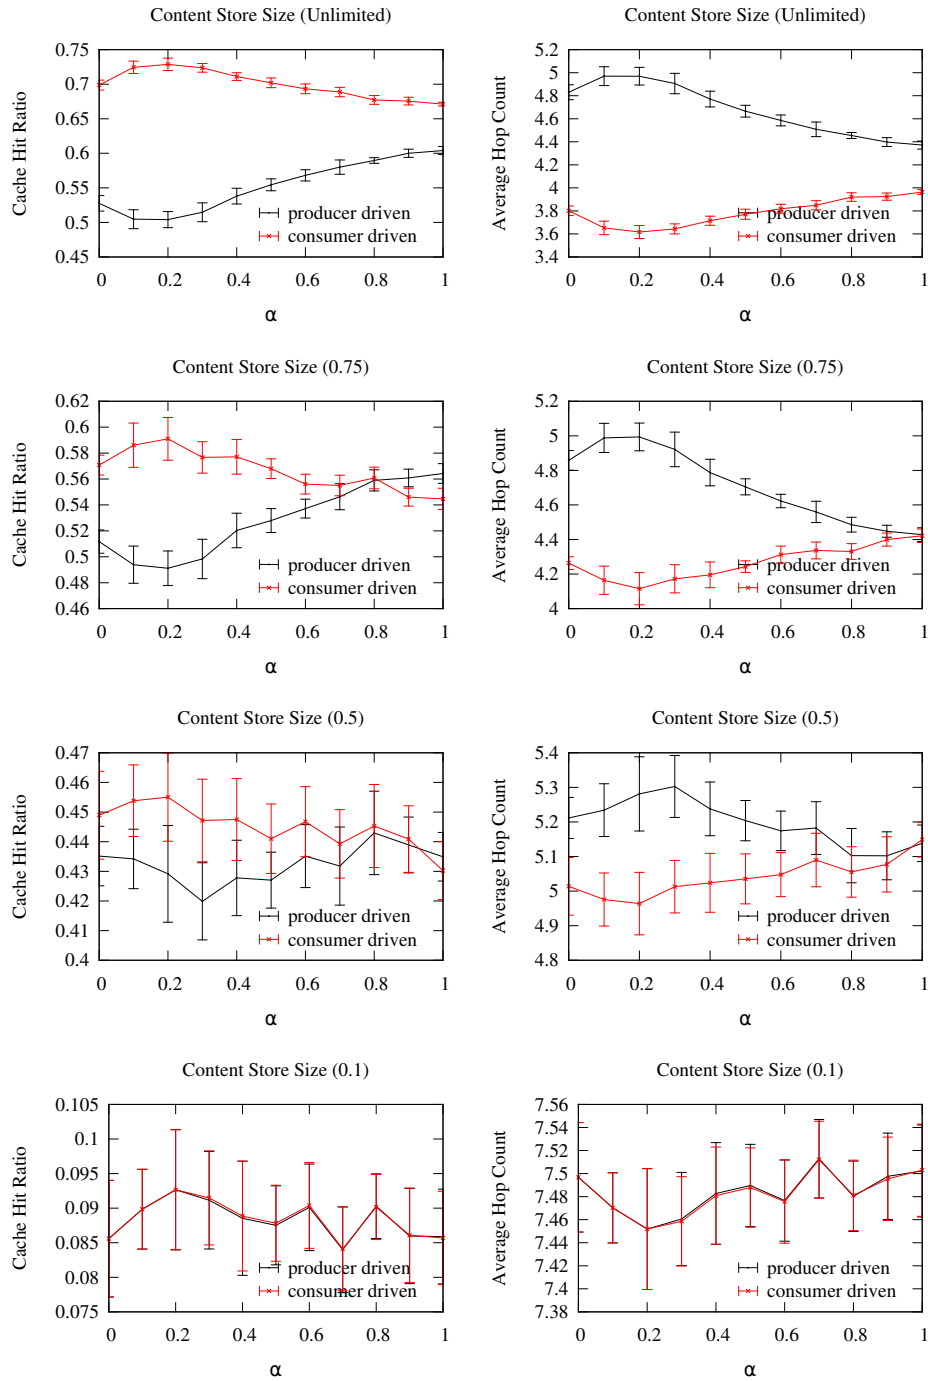 Content Store Size (Unlimited)
Cache Hit Ratio
0.75
0.7
0.65
0.6
0.55
0.5
0.45
producer driven
consumer driven
0 0.2 0.4 0.6 0.8 1
α
Content Store Size (Unlimited)
Average Hop Count
5.2
5
4.8
4.6
4.4
4.2
4
3.8
3.6
3.4
producer driven
consumer driven
0 0.2 0.4 0.6 0.8 1
α
Content Store Size (0.75)
Cache Hit Ratio
0.62
0.6
0.58
0.56
0.54
0.52
0.5
0.48
0.46
producer driven
consumer driven
0 0.2 0.4 0.6 0.8 1
α
Content Store Size (0.75)
Average Hop Count
5.2
5
4.8
4.6
4.4
4.2
4
producer driven
consumer driven
0 0.2 0.4 0.6 0.8 1
α
Content Store Size (0.5)
Cache Hit Ratio
0.47
0.46
0.45
0.44
0.43
0.42
0.41
0.4
producer driven
consumer driven
0 0.2 0.4 0.6 0.8 1
α
Content Store Size (0.5)
Average Hop Count
5.4
5.3
5.2
5.1
5
4.9
4.8
producer driven
consumer driven
0 0.2 0.4 0.6 0.8 1
α
Content Store Size (0.1)
Cache Hit Ratio
0.105
0.1
0.095
0.09
0.085
0.08
0.075
producer driven
consumer driven
0 0.2 0.4 0.6 0.8 1
α
Content Store Size (0.1)
Average Hop Count
7.56
7.54
7.52
7.5
7.48
7.46
7.44
7.42
7.4
7.38
producer driven
consumer driven
0 0.2 0.4 0.6 0.8 1
α